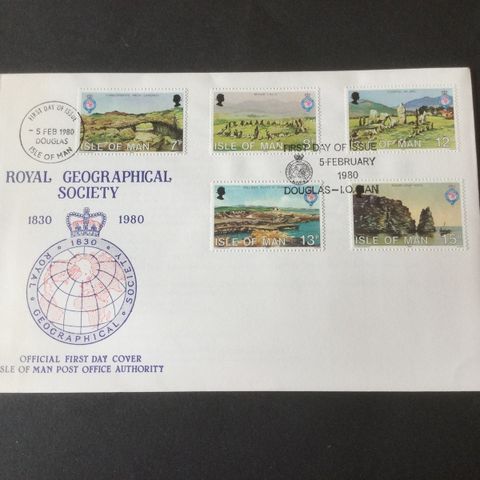 FIRST DAY OF ISSUE
- 5 FEB 1980
DOUGLAS
ISLE OF MAN
ISLE OF MAN 7P
ISLE OF MAN
ISLE OF MAN 12
FIRST DAY OF ISSUE
5 FEBRUARY
1980
DOUGLAS - I.O.MAN
ISLE OF MAN 13P
ISLE OF MAN 15
ROYAL GEOGRAPHICAL
SOCIETY
1830 1980
1830
ROYAL GEOGRAPHICAL SOCIETY
OFFICIAL FIRST DAY COVER
ISLE OF MAN POST OFFICE AUTHORITY